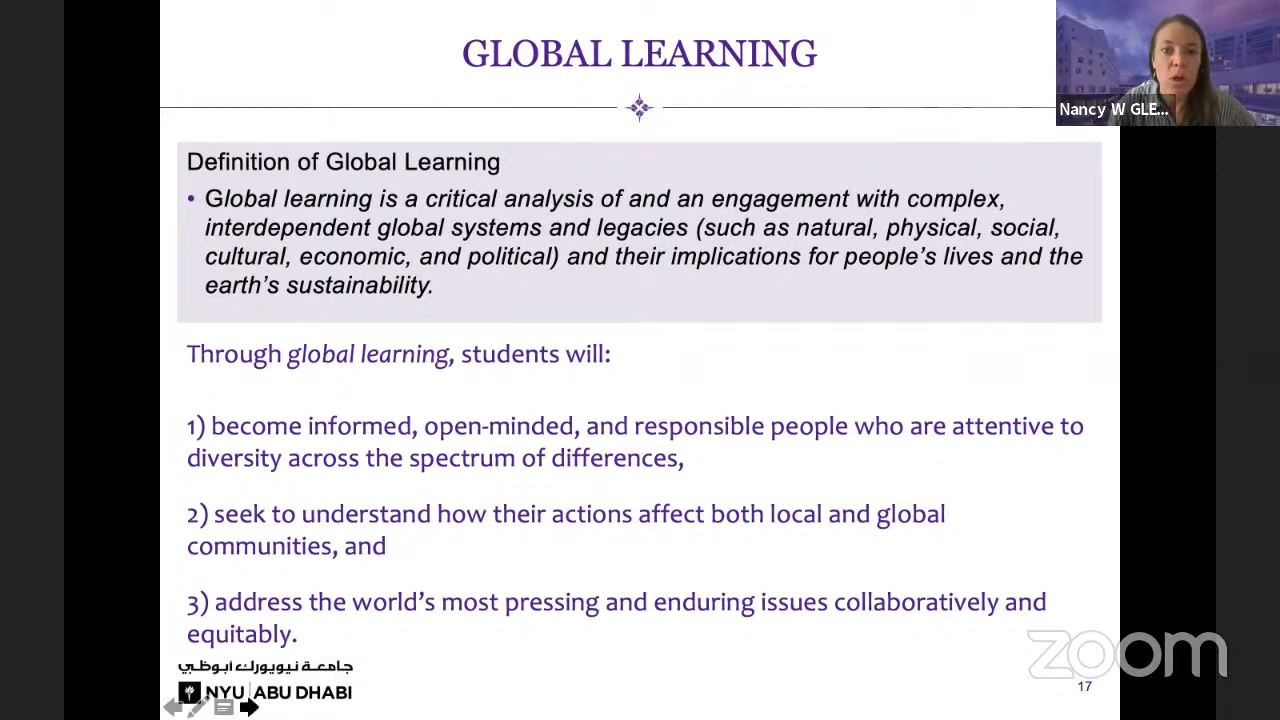 GLOBAL LEARNING
Nancy W GLE...
Definition of Global Learning
• Global learning is a critical analysis of and an engagement with complex,
interdependent global systems and legacies (such as natural, physical, social,
cultural, economic, and political) and their implications for people's lives and the
earth's sustainability.
Through global learning, students will:
1) become informed, open-minded, and responsible people who are attentive to
diversity across the spectrum of differences,
2) seek to understand how their actions affect both local and global
communities, and
3) address the world's most pressing and enduring issues collaboratively and
equitably.
جامعة نيويورك أبوظبي
NYU | ABU DHABI
zoom
17